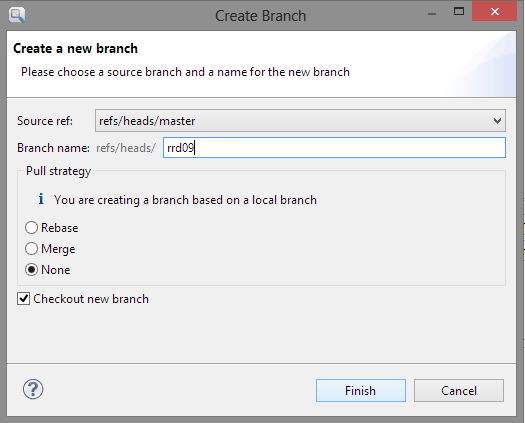 Create Branch
Create a new branch
Please choose a source branch and a name for the new branch
Source ref: refs/heads/master
Branch name: refs/heads/ rrd09
Pull strategy
i You are creating a branch based on a local branch
Rebase
Merge
None
Checkout new branch
? Finish Cancel